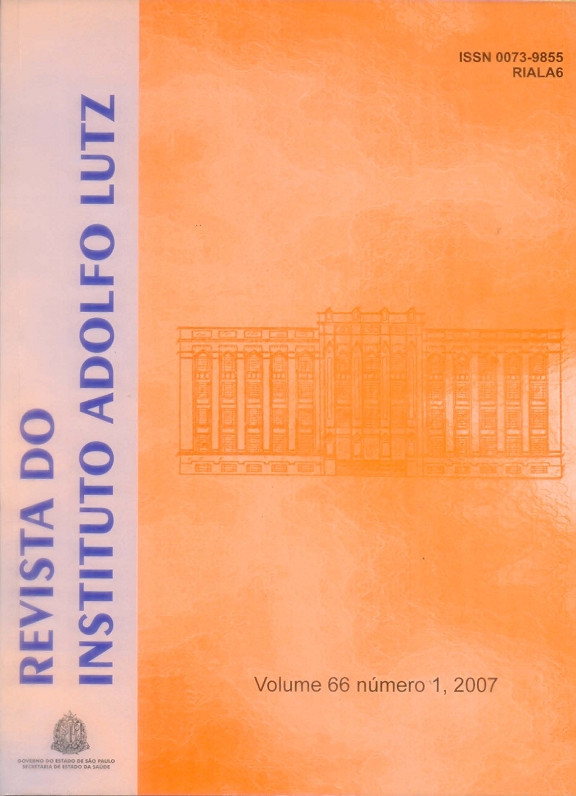 ISSN 0073-9855
RIALA6
REVISTA DO
INSTITUTO ADOLFO LUTZ
Volume 66 número 1, 2007
GOVERNO DO ESTADO DE SÃO PAULO
SECRETARIA DE ESTADO DA SAÚDE